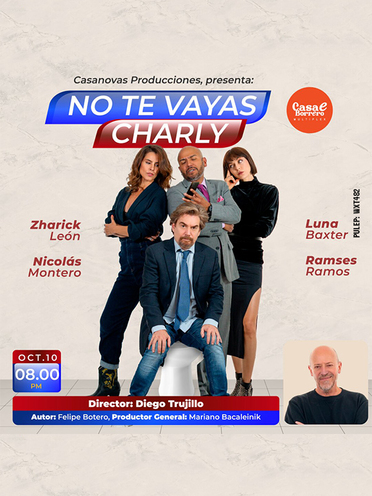 Casanovas Producciones, presenta:
NO TE VAYAS
CHARLY
Casa e
Borrero
MULTIPLEX
Zharick
León
Nicolás
Montero
Luna
Baxter
Ramses
Ramos
PULEP: WXT482
OCT.10
08.00
PM
Director: Diego Trujillo
Autor: Felipe Botero, Productor General: Mariano Bacaleinik